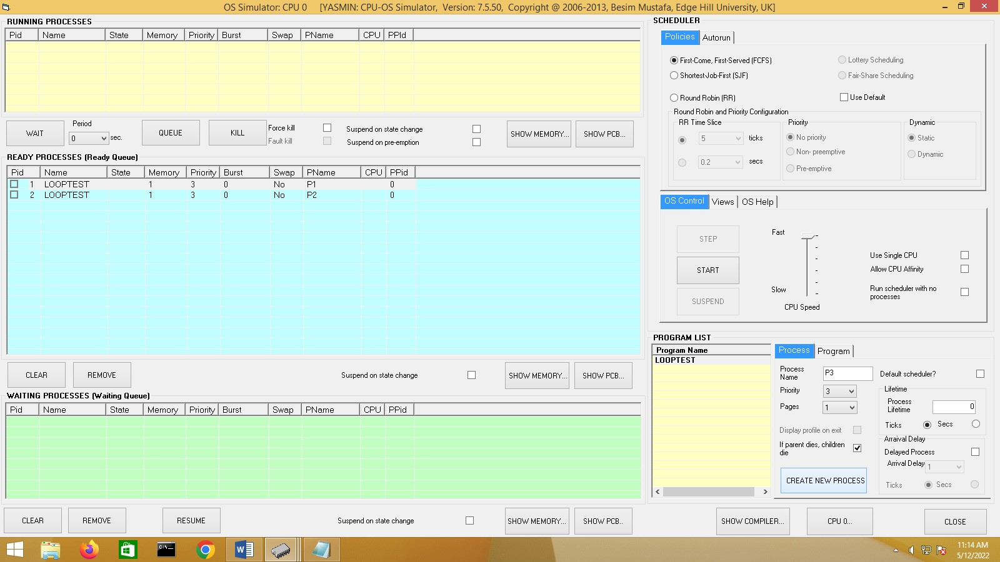 OS Simulator: CPU 0 [YASMIN: CPU-OS Simulator, Version: 7.5.50, Copyright @ 2006-2013, Besim Mustafa, Edge Hill University, UK]
RUNNING PROCESSES
Pid Name State Memory Priority Burst Swap PName CPU PPId
WAIT
Period
0 sec.
QUEUE
KILL
Force kill
Fault kill
Suspend on state change
Suspend on pre-emption
SHOW MEMORY...
SHOW PCB...
READY PROCESSES (Ready Queue)
Pid Name State Memory Priority Burst Swap PName CPU PPid
1 LOOPTEST 1 3 0 No P1 0
2 LOOPTEST 1 3 0 No P2 0
CLEAR
REMOVE
Suspend on state change
SHOW MEMORY...
SHOW PCB...
WAITING PROCESSES (Waiting Queue)
Pid Name State Memory Priority Burst Swap PName CPU PPid
CLEAR
REMOVE
RESUME
Suspend on state change
SHOW MEMORY...
SHOW PCB..
SCHEDULER
Policies Autorun
First-Come, First-Served (FCFS)
Lottery Scheduling
Shortest-Job-First (SJF)
Fair-Share Scheduling
Round Robin (RR)
Use Default
Round Robin and Priority Configuration
RR Time Slice
5 ticks
0.2 secs
Priority
No priority
Non- preemptive
Pre-emptive
Dynamic
Static
Dynamic
OS Control Views OS Help
STEP
START
SUSPEND
Fast
Slow
CPU Speed
Use Single CPU
Allow CPU Affinity
Run scheduler with no
processes
PROGRAM LIST
Program Name
LOOPTEST
Process Program
Process
Name P3
Priority 3
Pages 1
Display profile on exit
If parent dies, children
die
CREATE NEW PROCESS
Default scheduler?
Lifetime
Process
Lifetime 0
Ticks Secs
Arraival Delay
Delayed Process
Arrival Delay 1
Ticks Secs
SHOW COMPILER...
CPU 0...
CLOSE
11:14 AM
5/12/2022